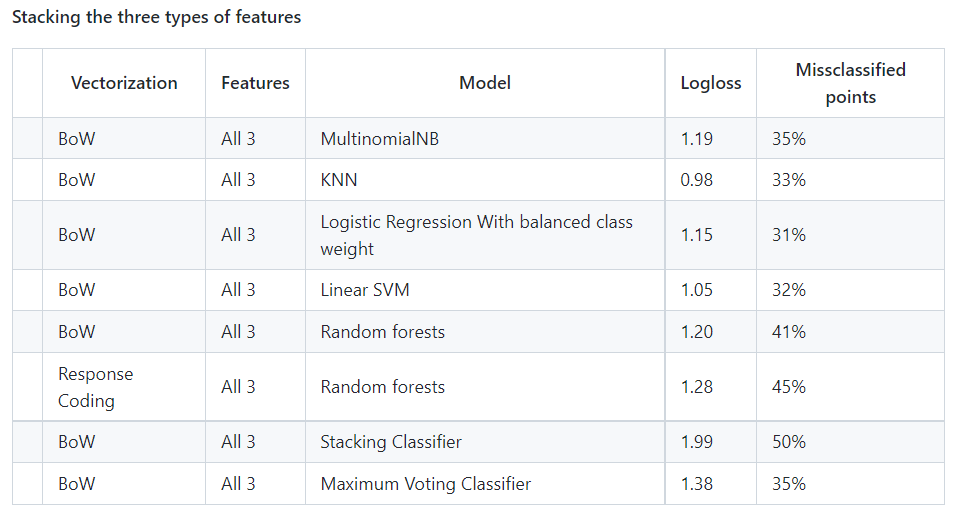 Stacking the three types of features
Vectorization Features Model Logloss Missclassified
points
BoW All 3 MultinomialNB 1.19 35%
BoW All 3 KNN 0.98 33%
BoW All 3 Logistic Regression With balanced class
weight 1.15 31%
BoW All 3 Linear SVM 1.05 32%
BoW All 3 Random forests 1.20 41%
Response
Coding All 3 Random forests 1.28 45%
BoW All 3 Stacking Classifier 1.99 50%
BoW All 3 Maximum Voting Classifier 1.38 35%